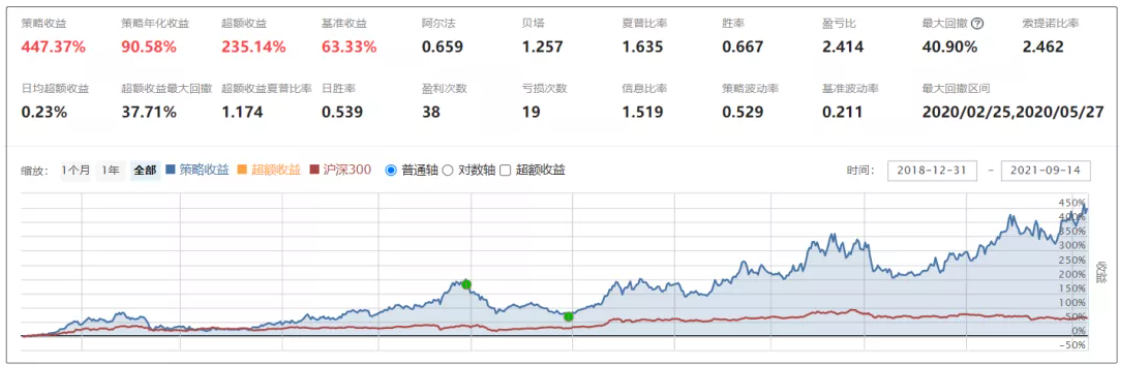 策略收益 策略年化收益 超额收益 基准收益 阿尔法 贝塔 夏普比率 胜率 盈亏比 最大回撤 ? 索提诺比率
447.37% 90.58% 235.14% 63.33% 0.659 1.257 1.635 0.667 2.414 40.90% 2.462
日均超额收益 超额收益最大回撤 超额收益夏普比率 日胜率 盈利次数 亏损次数 信息比率 策略波动率 基准波动率 最大回撤区间
0.23% 37.71% 1.174 0.539 38 19 1.519 0.529 0.211 2020/02/25,2020/05/27
缩放: 1个月 1年 全部 策略收益 超额收益 沪深300 普通轴 对数轴 超额收益 时间: 2018-12-31 - 2021-09-14
450%
400%
350%
300%
250%
200%
150%
100%
50%
0%
-50%
收益